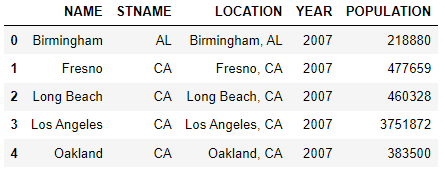 NAME STNAME LOCATION YEAR POPULATION
0 Birmingham AL Birmingham, AL 2007 218880
1 Fresno CA Fresno, CA 2007 477659
2 Long Beach CA Long Beach, CA 2007 460328
3 Los Angeles CA Los Angeles, CA 2007 3751872
4 Oakland CA Oakland, CA 2007 383500